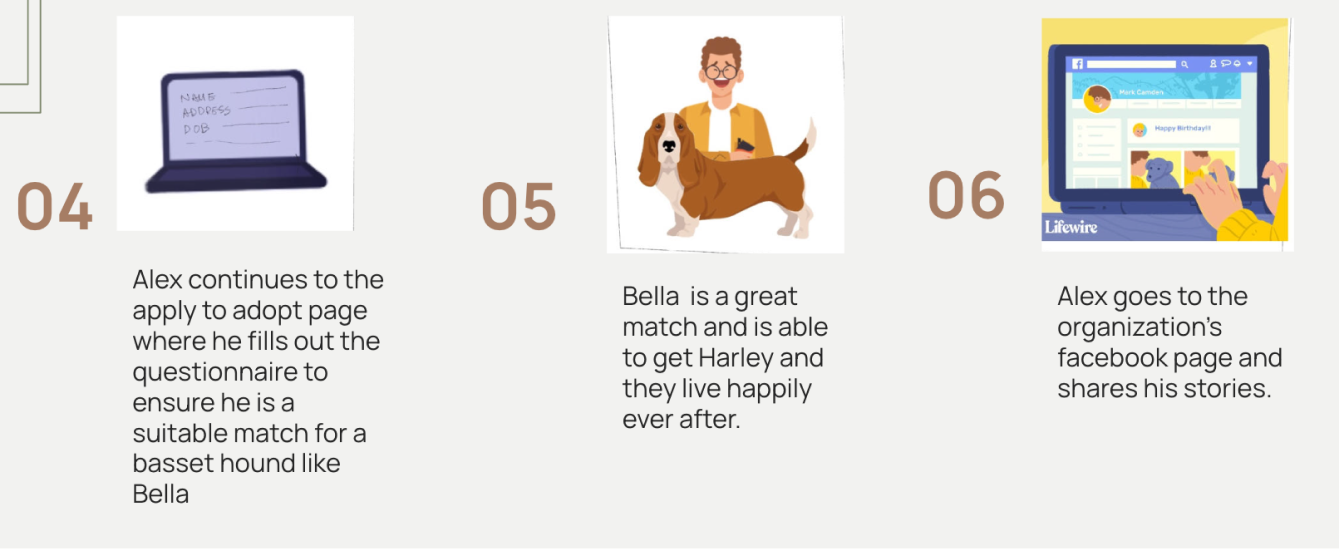 04
NAME
ADDRESS
DOB
Alex continues to the
apply to adopt page
where he fills out the
questionnaire to
ensure he is a
suitable match for a
basset hound like
Bella
05
Bella  is a great
match and is able
to get Harley and
they live happily
ever after.
06
Mark Camden
Happy Birthday!!!
Lifewire
Alex goes to the
organization’s
facebook page and
shares his stories.